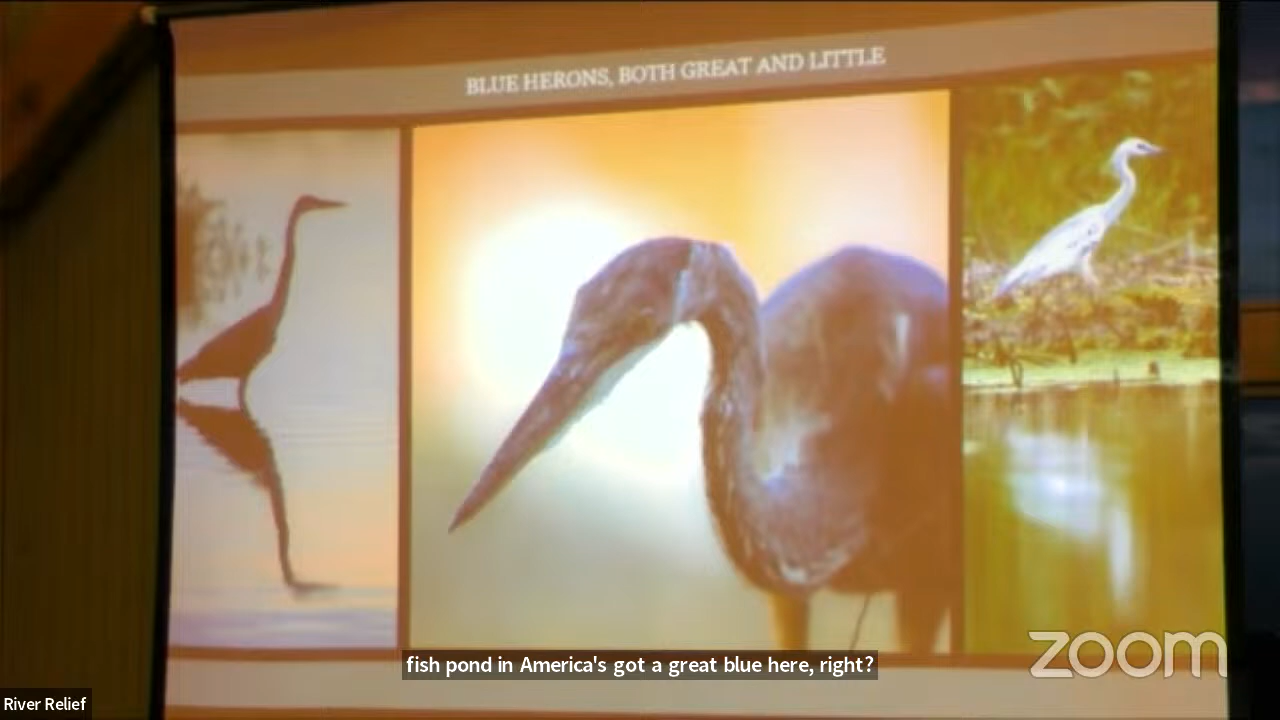 BLUE HERONS, BOTH GREAT AND LITTLE
fish pond in America's got a great blue here, right?
zoom
River Relief